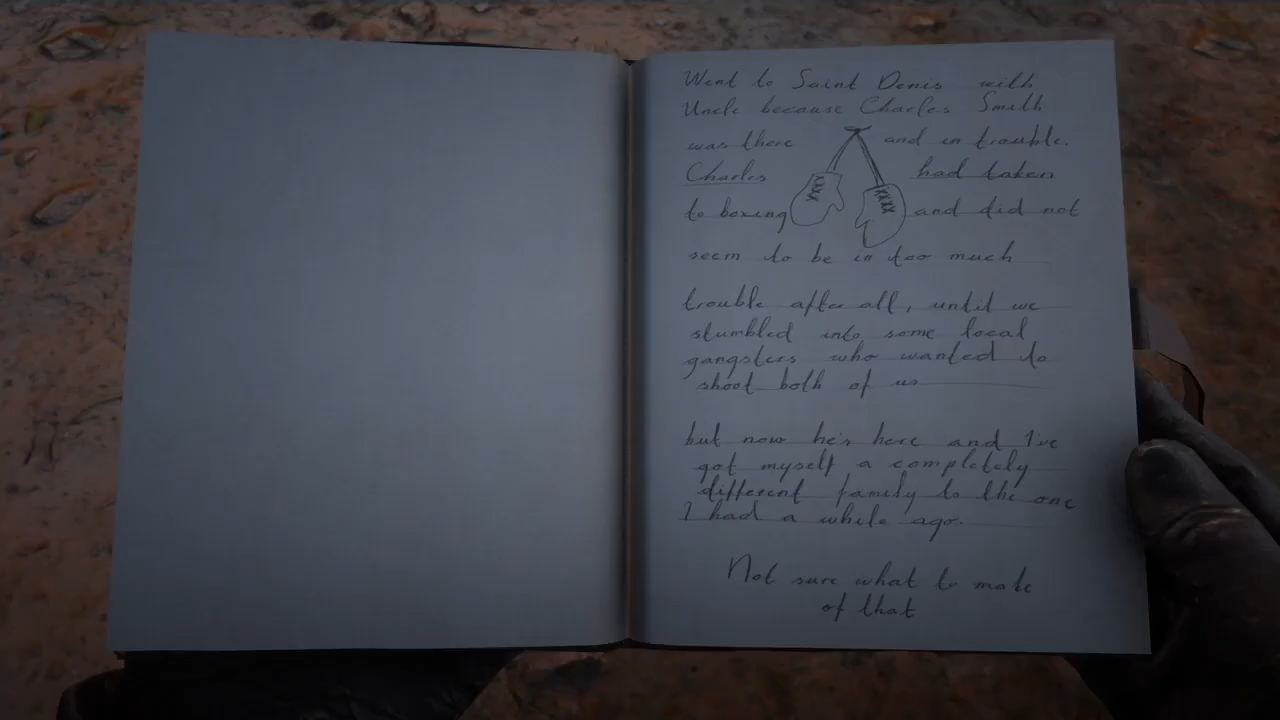 Went to Saint Denis with
Uncle because Charles Smith
was there and in trouble.
Charles had taken
to boxing and did not
seem to be in too much
trouble after all, until we
stumbled into some local
gangsters who wanted to
shoot both of us
but now he's here and I've
got myself a completely
different family to the one
I had a while ago.
Not sure what to make
of that